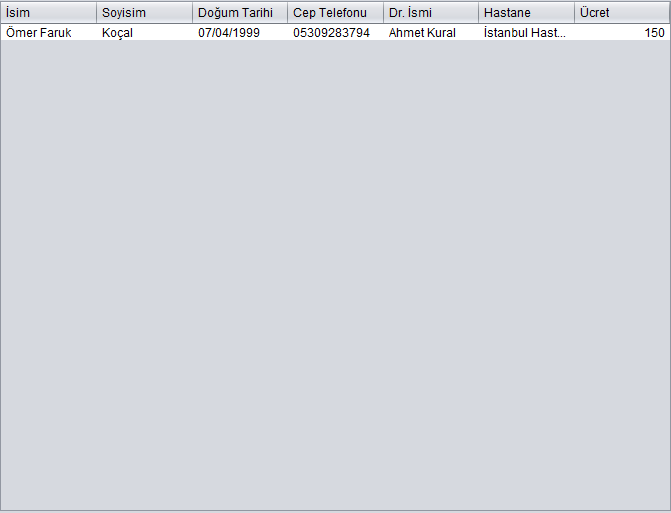 İsim Soyisim Doğum Tarihi Cep Telefonu Dr. İsmi Hastane Ücret
Ömer Faruk Koçal 07/04/1999 05309283794 Ahmet Kural İstanbul Hast... 150